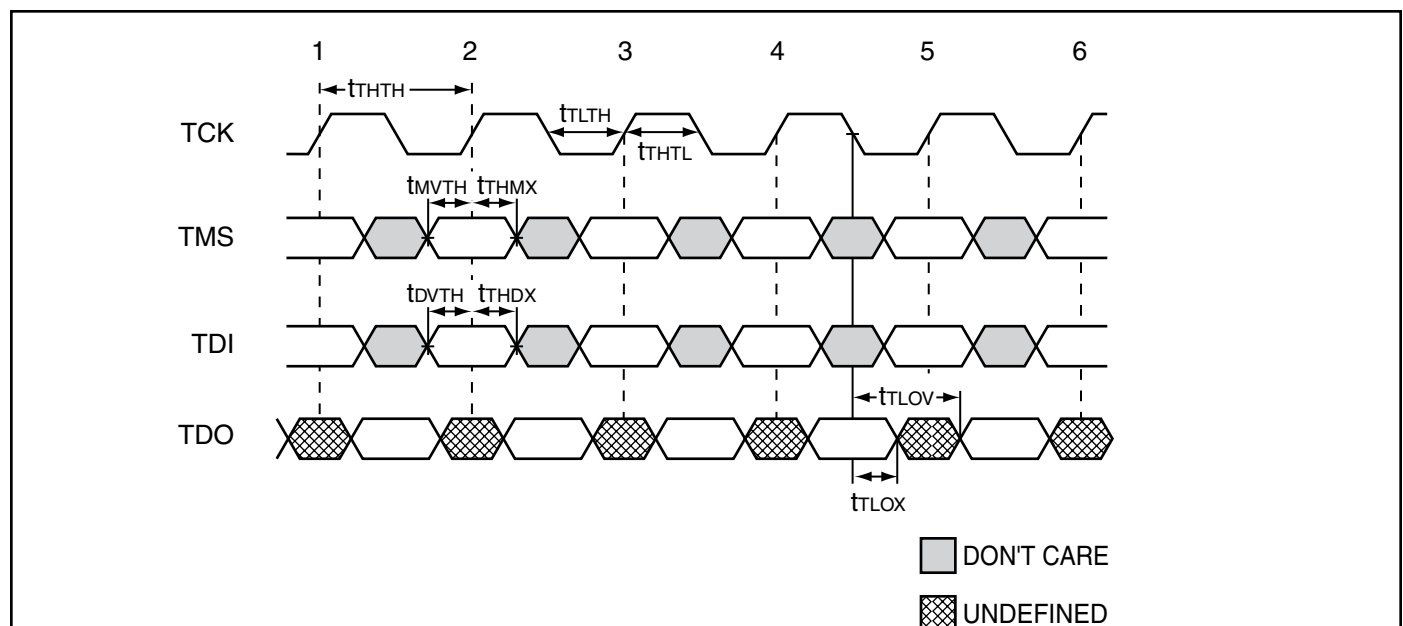 1 2 3 4 5 6
tTHTH
TCK
tTLTH
tTHTL
tMVTH tTHMX
TMS
tDVTH tTHDX
TDI
tTLOV
TDO
tTLOX
DON'T CARE
UNDEFINED